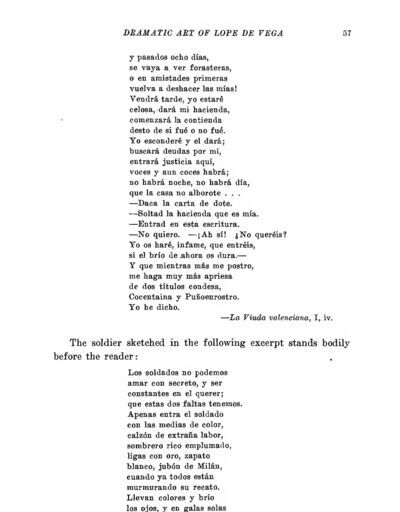 DRAMATIC ART OF LOPE DE VEGA 57
y pasados ocho días,
se vaya a ver forasteras,
o en amistades primeras
vuelva a deshacer las mías!
Vendrá tarde, yo estaré
celosa, dará mi hacienda,
comenzará la contienda
desto de si fué o no fué.
Yo esconderé y el dará;
buscará deudas por mí,
entrará justicia aquí,
voces y aun coces habrá;
no habrá noche, no habrá día,
que la casa no alborote . . .
—Daca la carta de dote.
—Soltad la hacienda que es mía.
—Entrad en esta escritura.
—No quiero. —¡Ah sí! ¿No queréis?
Yo os haré, infame, que entréis,
si el brío de ahora os dura.—
Y que mientras más me postro,
me haga muy más apriesa
de dos títulos condesa,
Cocentaina y Puñoenrostro.
Yo he dicho.
—La Viuda valenciana, I, iv.
The soldier sketched in the following excerpt stands bodily
before the reader:
Los soldados no podemos
amar con secreto, y ser
constantes en el querer;
que estas dos faltas tenemos.
Apenas entra el soldado
con las medias de color,
calzón de extraña labor,
sombrero rico emplumado,
ligas con oro, zapato
blanco, jubón de Milán,
cuando ya todos están
murmurando su recato.
Llevan colores y brío
los ojos, y en galas solas